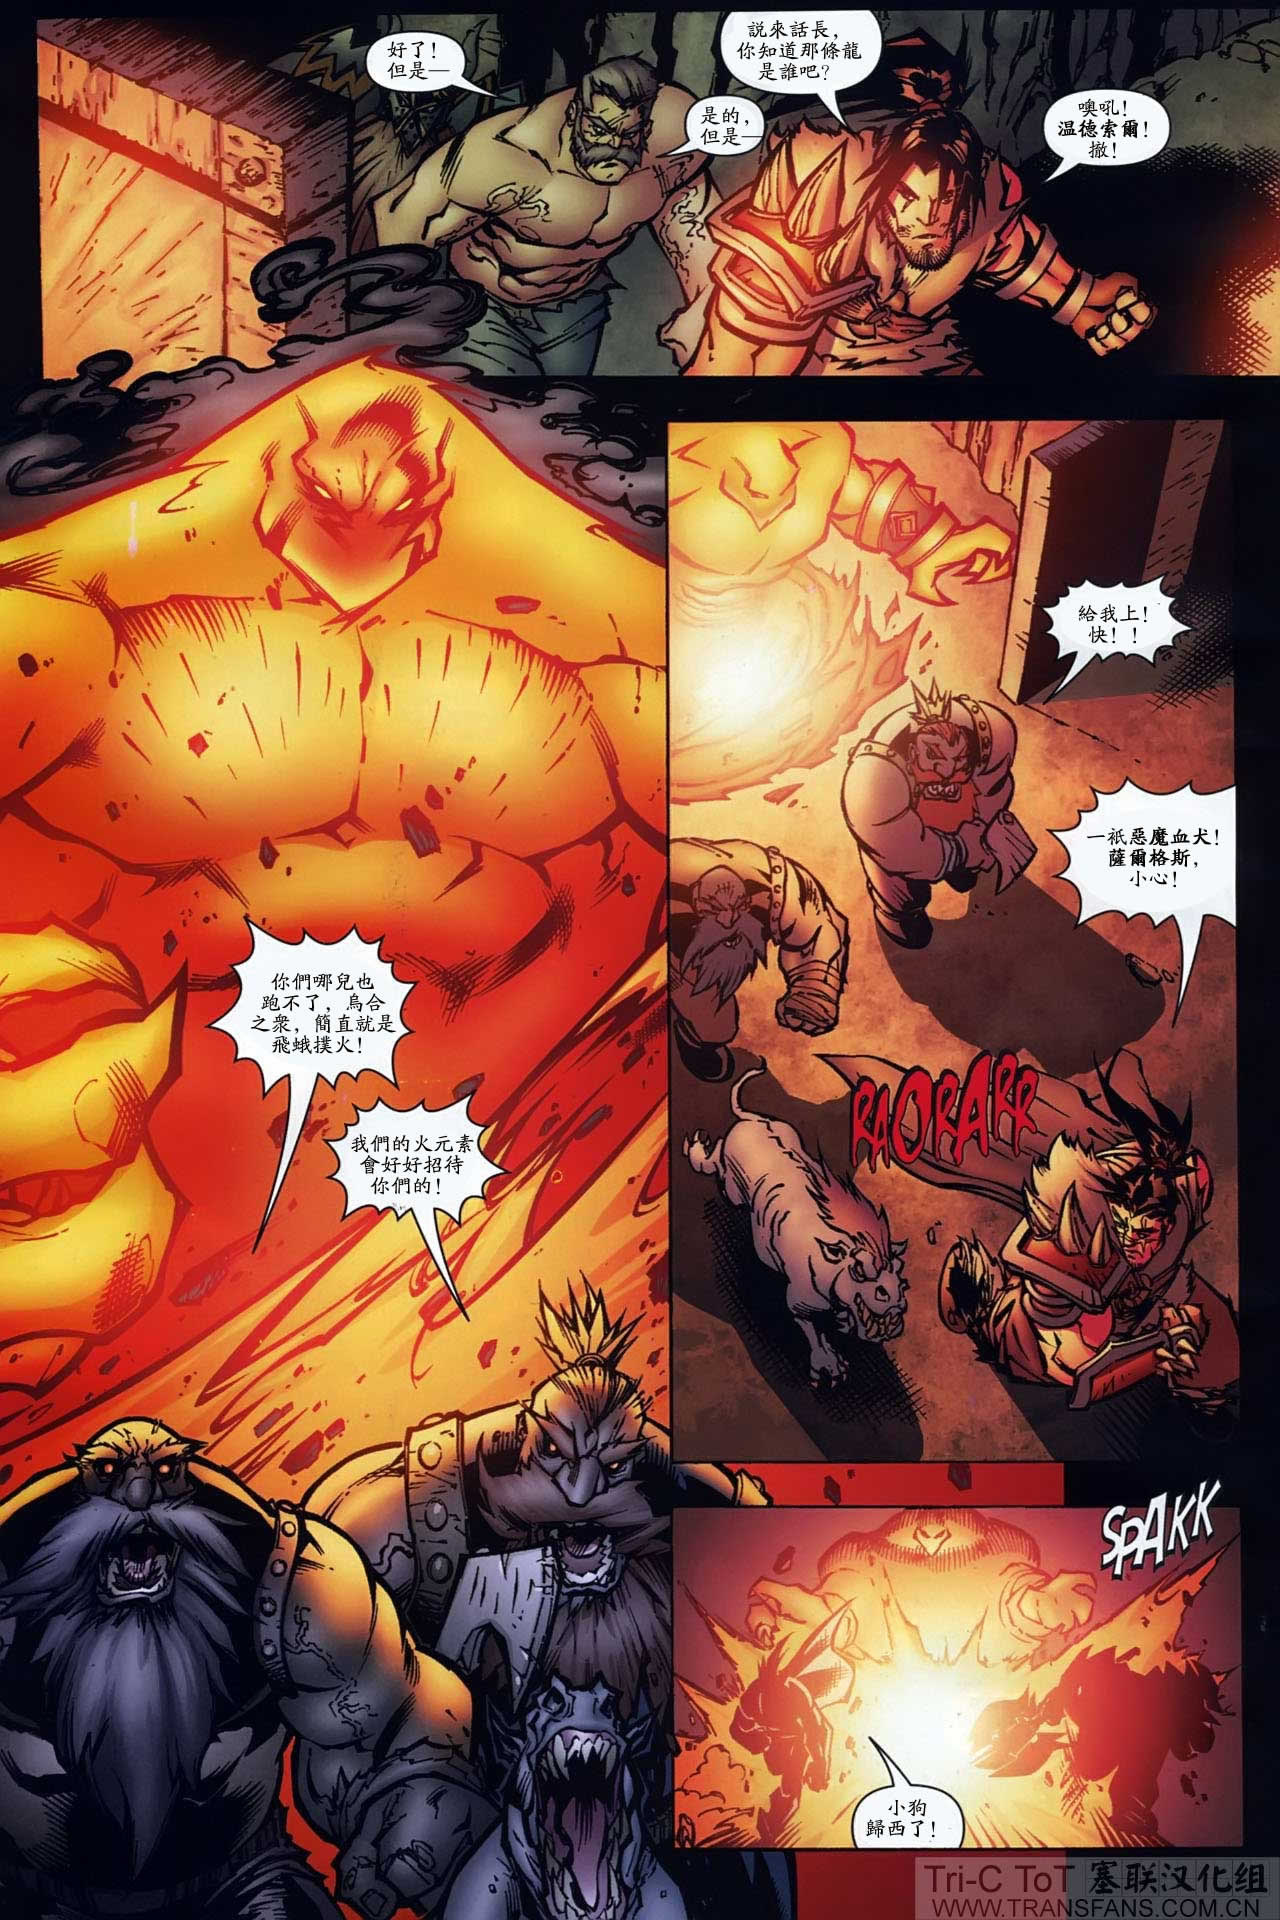 好了！
但是—
是的，
但是—
說來話長，
你知道那條龍
是誰吧？
噢吼！
温德索爾！
撤！
你們哪兒也
跑不了，烏合
之衆，簡直就是
飛蛾撲火！
我們的火元素
會好好招待
你們的！
給我上！
快！！
一衹惡魔血犬！
薩爾格斯，
小心！
RAORARR
SPAKK
小狗
歸西了！
Tri-C ToT 塞联汉化组
WWW.TRANSFANS.COM.CN